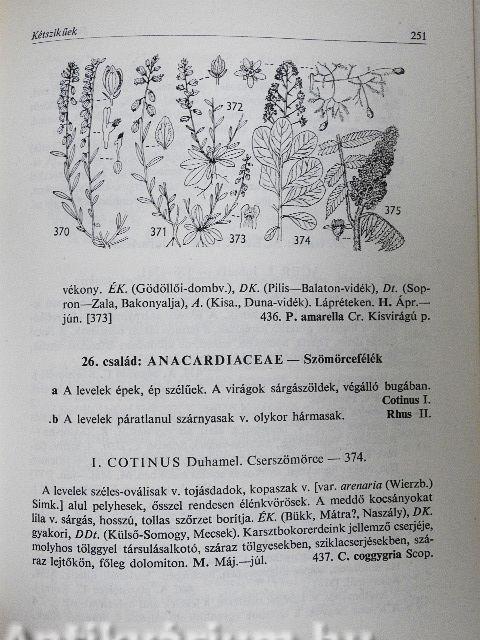 Kétszikűek 251
372
375
370 371 373 374
vékony. ÉK. (Gödöllői-dombv.), DK. (Pilis—Balaton-vidék), Dt. (Sop-
ron—Zala, Bakonyalja), A. (Kisa., Duna-vidék). Lápréteken. H. Ápr.—
jún. [373] 436. P. amarella Cr. Kisvirágú p.
26. család: ANACARDIACEAE — Szömörcefélék
a A levelek épek, ép szélűek. A virágok sárgászöldek, végálló bugában.
Cotinus I.
.b A levelek páratlanul szárnyasak v. olykor hármasak. Rhus II.
I. COTINUS Duhamel. Cserszömörce — 374.
A levelek széles-oválisak v. tojásdadok, kopaszak v. [var. arenaria (Wierzb.)
Simk.] alul pelyhesek, ősszel rendesen élénkvörösek. A meddő kocsányokat
lila v. sárgás, hosszú, tollas szőrzet borítja. ÉK. (Bükk, Mátra?, Naszály), DK.
gyakori, DDt. (Külső-Somogy, Mecsek). Karsztbokorerdeink jellemző cserjéje,
molyhos tölggyel társulásalkotó, száraz tölgyesekben, sziklacserjésekben, szá-
raz lejtőkön, főleg dolomiton. M. Máj.—júl. 437. C. coggygria Scop.
Antikvárium.hu